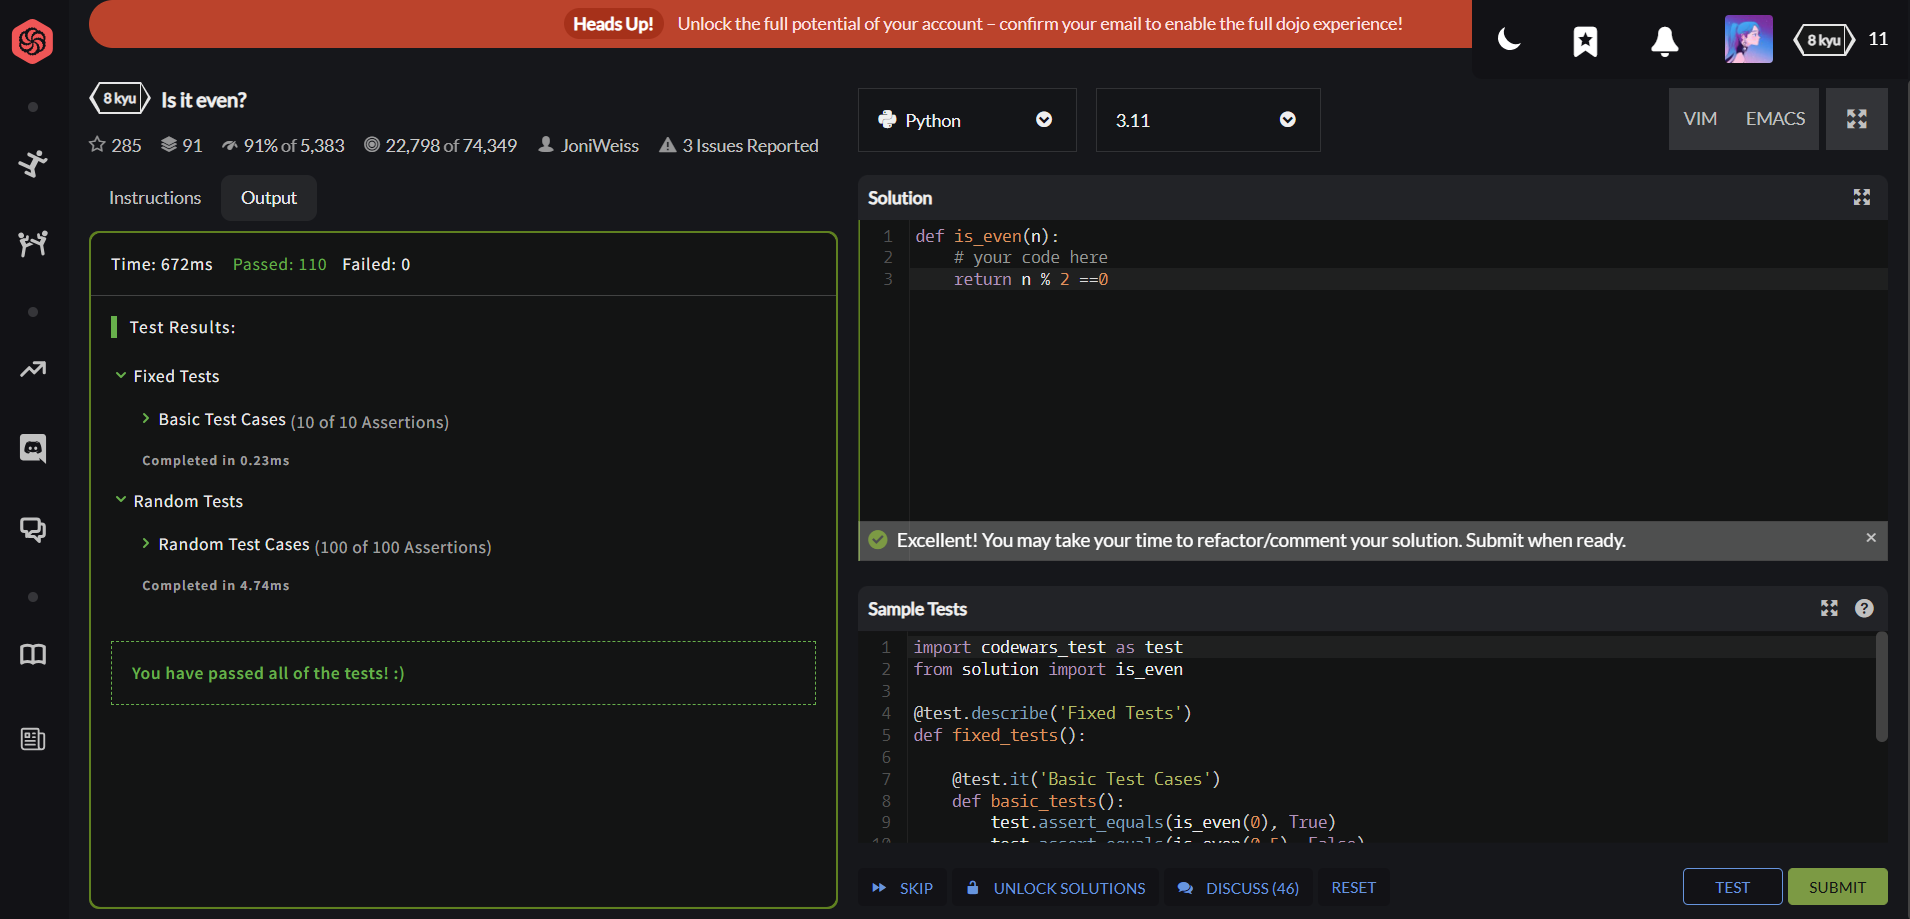 Heads Up! Unlock the full potential of your account – confirm your email to enable the full dojo experience!
8 kyu 11
8 kyu Is it even?
285 91 91% of 5,383 22,798 of 74,349 JoniWeiss 3 Issues Reported
Instructions Output
Time: 672ms Passed: 110 Failed: 0
Test Results:
Fixed Tests
Basic Test Cases (10 of 10 Assertions)
Completed in 0.23ms
Random Tests
Random Test Cases (100 of 100 Assertions)
Completed in 4.74ms
You have passed all of the tests! :)
Python 3.11 VIM EMACS
Solution
1 def is_even(n):
2     # your code here
3     return n % 2 ==0
Excellent! You may take your time to refactor/comment your solution. Submit when ready. ×
Sample Tests ?
1 import codewars_test as test
2 from solution import is_even
3
4 @test.describe('Fixed Tests')
5 def fixed_tests():
6
7     @test.it('Basic Test Cases')
8     def basic_tests():
9         test.assert_equals(is_even(0), True)
10         test.assert_equals(is_even(0.5), False)
SKIP UNLOCK SOLUTIONS DISCUSS (46) RESET TEST SUBMIT